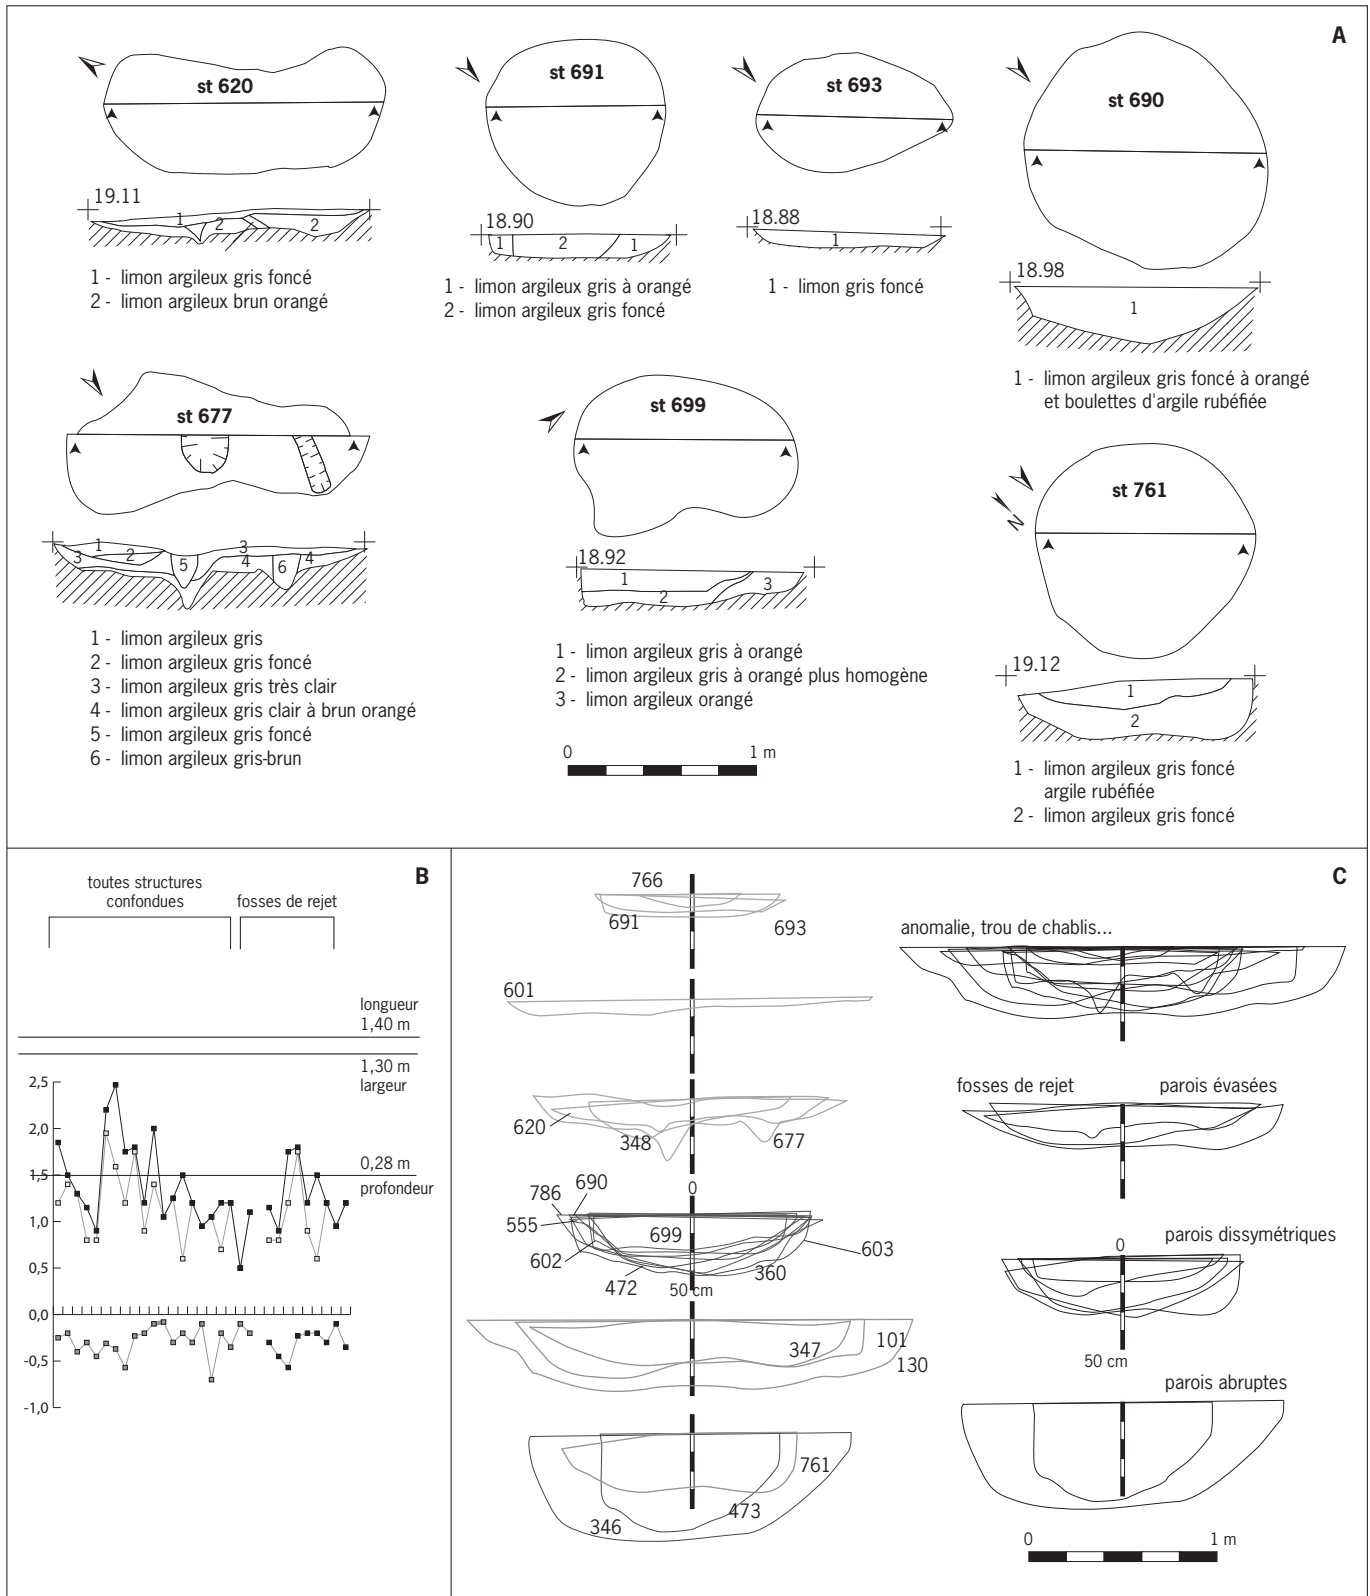 A
st 620
19.11
1
2
2
1 - limon argileux gris foncé
2 - limon argileux brun orangé
st 691
18.90
1
2
1
1 - limon argileux gris à orangé
2 - limon argileux gris foncé
st 693
18.88
1
1 - limon gris foncé
st 690
18.98
1
1 - limon argileux gris foncé à orangé
et boulettes d'argile rubéfiée
st 677
1
3
2
3
5
4
6
4
1 - limon argileux gris
2 - limon argileux gris foncé
3 - limon argileux gris très clair
4 - limon argileux gris clair à brun orangé
5 - limon argileux gris foncé
6 - limon argileux gris-brun
st 699
18.92
1
2
3
1 - limon argileux gris à orangé
2 - limon argileux gris à orangé plus homogène
3 - limon argileux orangé
0 1 m
N
st 761
19.12
1
2
1 - limon argileux gris foncé
argile rubéfiée
2 - limon argileux gris foncé
B
toutes structures
confondues
fosses de rejet
longueur
1,40 m
1,30 m
largeur
0,28 m
profondeur
2,5
2,0
1,5
1,0
0,5
0,0
-0,5
-1,0
C
766
691
693
601
620
348
677
0
786
690
555
699
602
603
472
360
50 cm
347
101
130
761
473
346
anomalie, trou de chablis...
fosses de rejet
parois évasées
parois dissymétriques
0
50 cm
parois abruptes
0 1 m